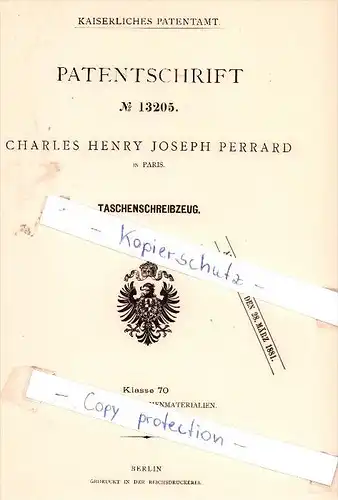 KAISERLICHES PATENTAMT.
PATENTSCHRIFT
№ 13205.
CHARLES HENRY JOSEPH PERRARD
IN PARIS.
TASCHENSCHREIBZEUG.
- Kopierschutz -
DEN 28. MÄRZ 1881.
Klasse 70
- Copy protection -
BERLIN
GEDRUCKT IN DER REICHSDRUCKEREI.